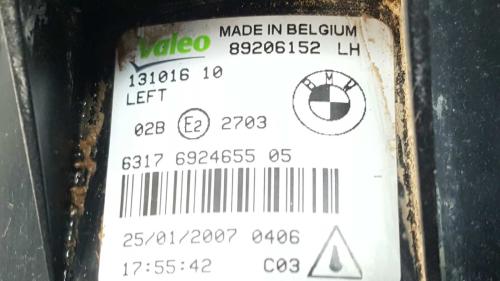 Valeo MADE IN BELGIUM
89206152 LH
131016 10
LEFT
BMW
02B E2 2703
6317 6924655 05
25/01/2007 0406
17:55:42 C03